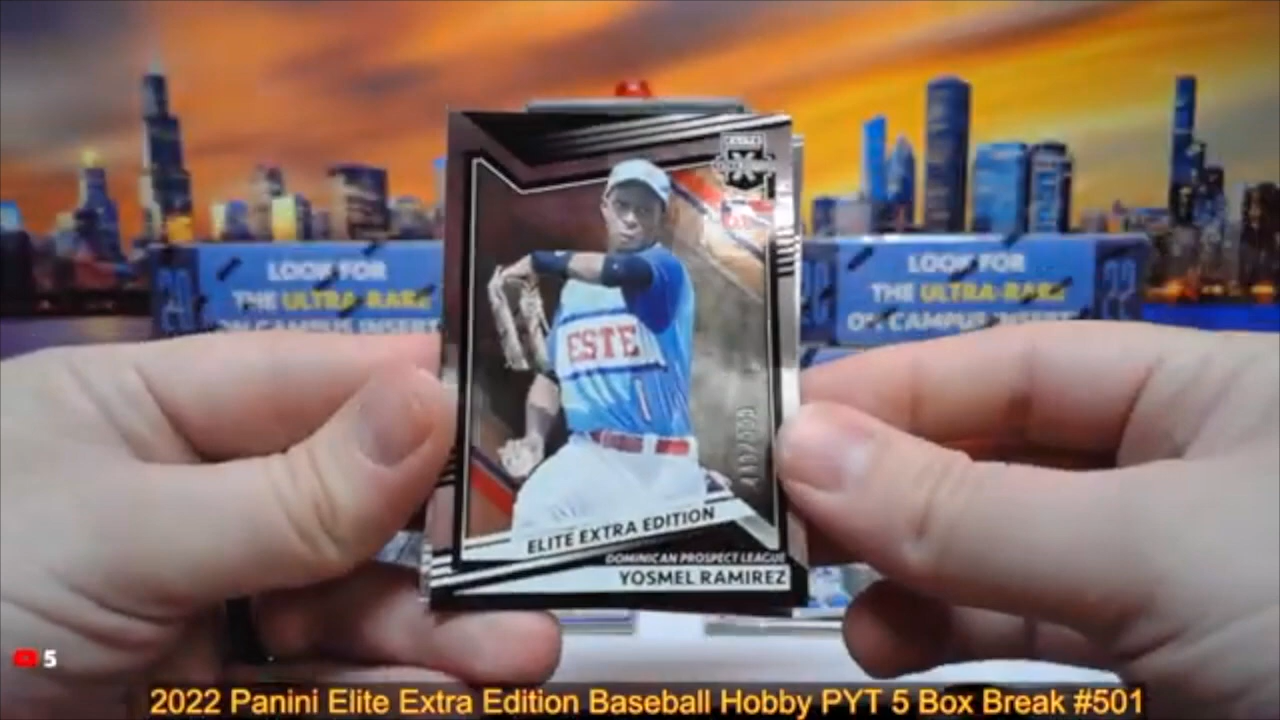 LOOK FOR
THE ULTRA-RARE
ON CAMPUS INSERT
LOOK FOR
THE ULTRA-RARE
ON CAMPUS INSERT
22
ELITE
ESTE
ELITE EXTRA EDITION
DOMINICAN PROSPECT LEAGUE
YOSMEL RAMIREZ
5
2022 Panini Elite Extra Edition Baseball Hobby PYT 5 Box Break #501